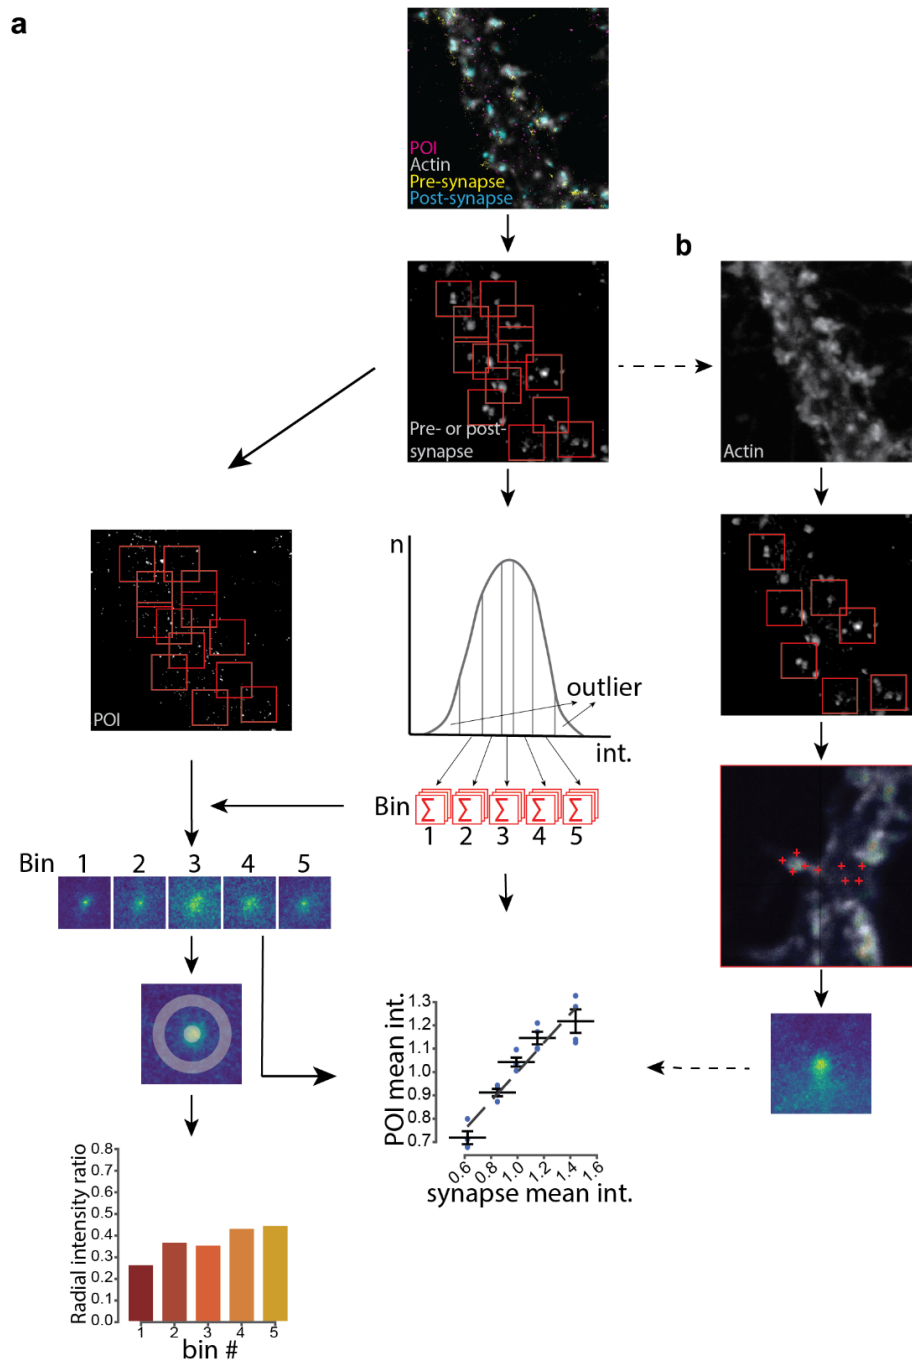 a
POI
Actin
Pre-synapse
Post-synapse
b
Pre- or post-
synapse
Actin
n
outlier
int.
POI
Bin
Σ Σ Σ Σ Σ
1 2 3 4 5
Bin 1 2 3 4 5
POI mean int.
1.3
1.2
1.1
1.0
0.9
0.8
0.7
0.6 0.8 1.0 1.2 1.4 1.6
synapse mean int.
Radial intensity ratio
0.8
0.7
0.6
0.5
0.4
0.3
0.2
0.1
0.0
1 2 3 4 5
bin #